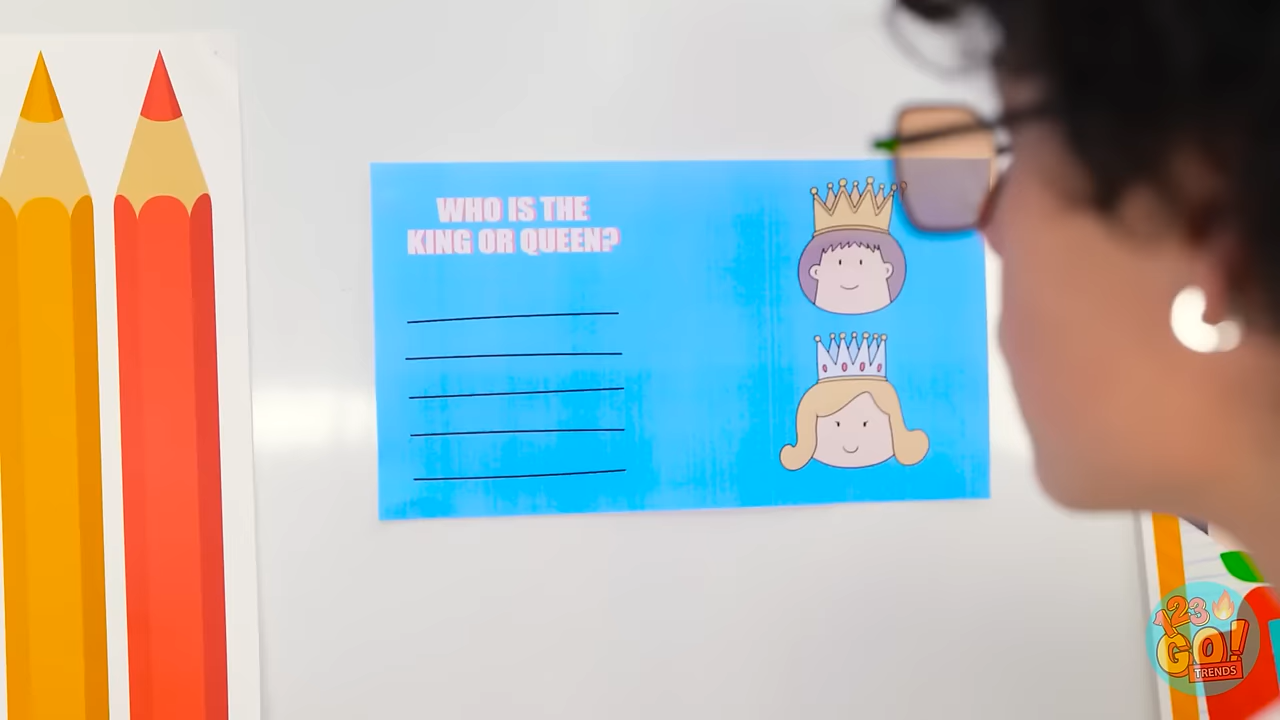 WHO IS THE
KING OR QUEEN?
123
GO!
TRENDS